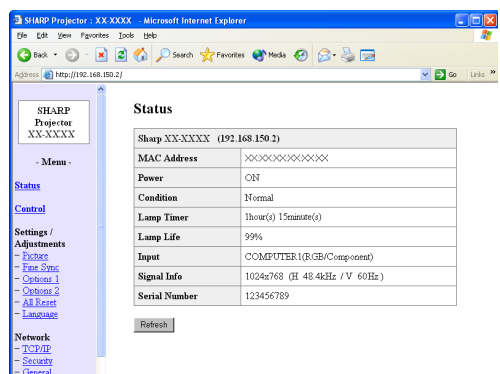 SHARP Projector : XX-XXXX - Microsoft Internet Explorer
File Edit View Favorites Tools Help
Back Search Favorites Media
Address http://192.168.150.2/ Go Links »
SHARP
Projector
XX-XXXX
- Menu -
Status
Control
Settings /
Adjustments
- Picture
- Fine Sync
- Options 1
- Options 2
- All Reset
- Language
Network
- TCP/IP
- Security
- General
Status
Sharp XX-XXXX (192.168.150.2)
MAC Address XXXXXXXXXXXX
Power ON
Condition Normal
Lamp Timer 1hour(s) 15minute(s)
Lamp Life 99%
Input COMPUTER1(RGB/Component)
Signal Info 1024x768 (H 48.4kHz / V 60Hz )
Serial Number 123456789
Refresh